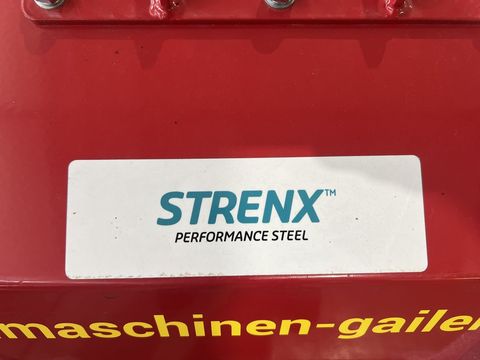 STRENX™
PERFORMANCE STEEL
maschinen-gailer